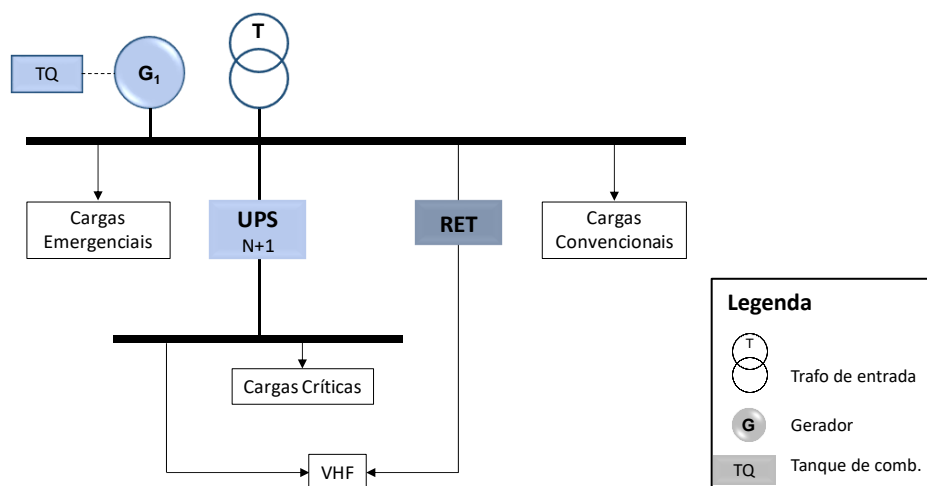 T
TQ
G₁
Cargas
Emergenciais
UPS
N+1
RET
Cargas
Convencionais
Cargas Críticas
VHF
Legenda
T
Trafo de entrada
G
Gerador
TQ
Tanque de comb.